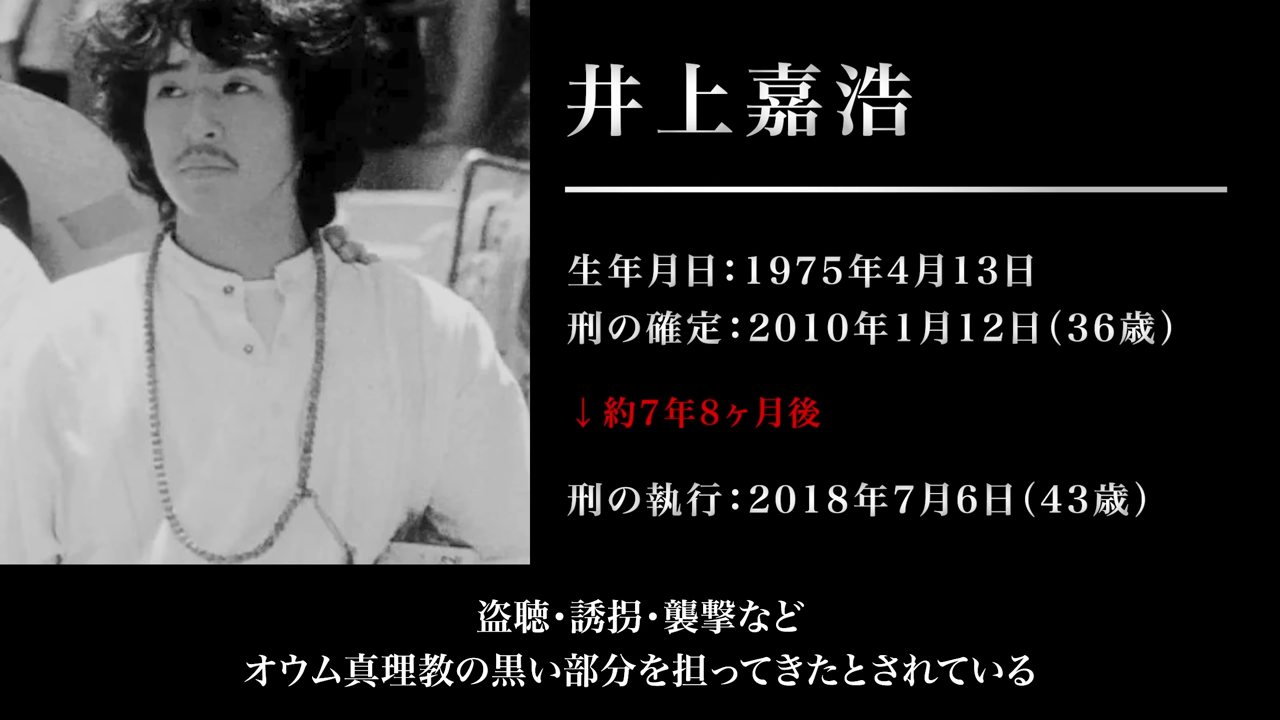 井上嘉浩
生年月日：1975年4月13日
刑の確定：2010年1月12日（36歳）
↓約7年8ヶ月後
刑の執行：2018年7月6日（43歳）
盗聴・誘拐・襲撃など
オウム真理教の黒い部分を担ってきたとされている